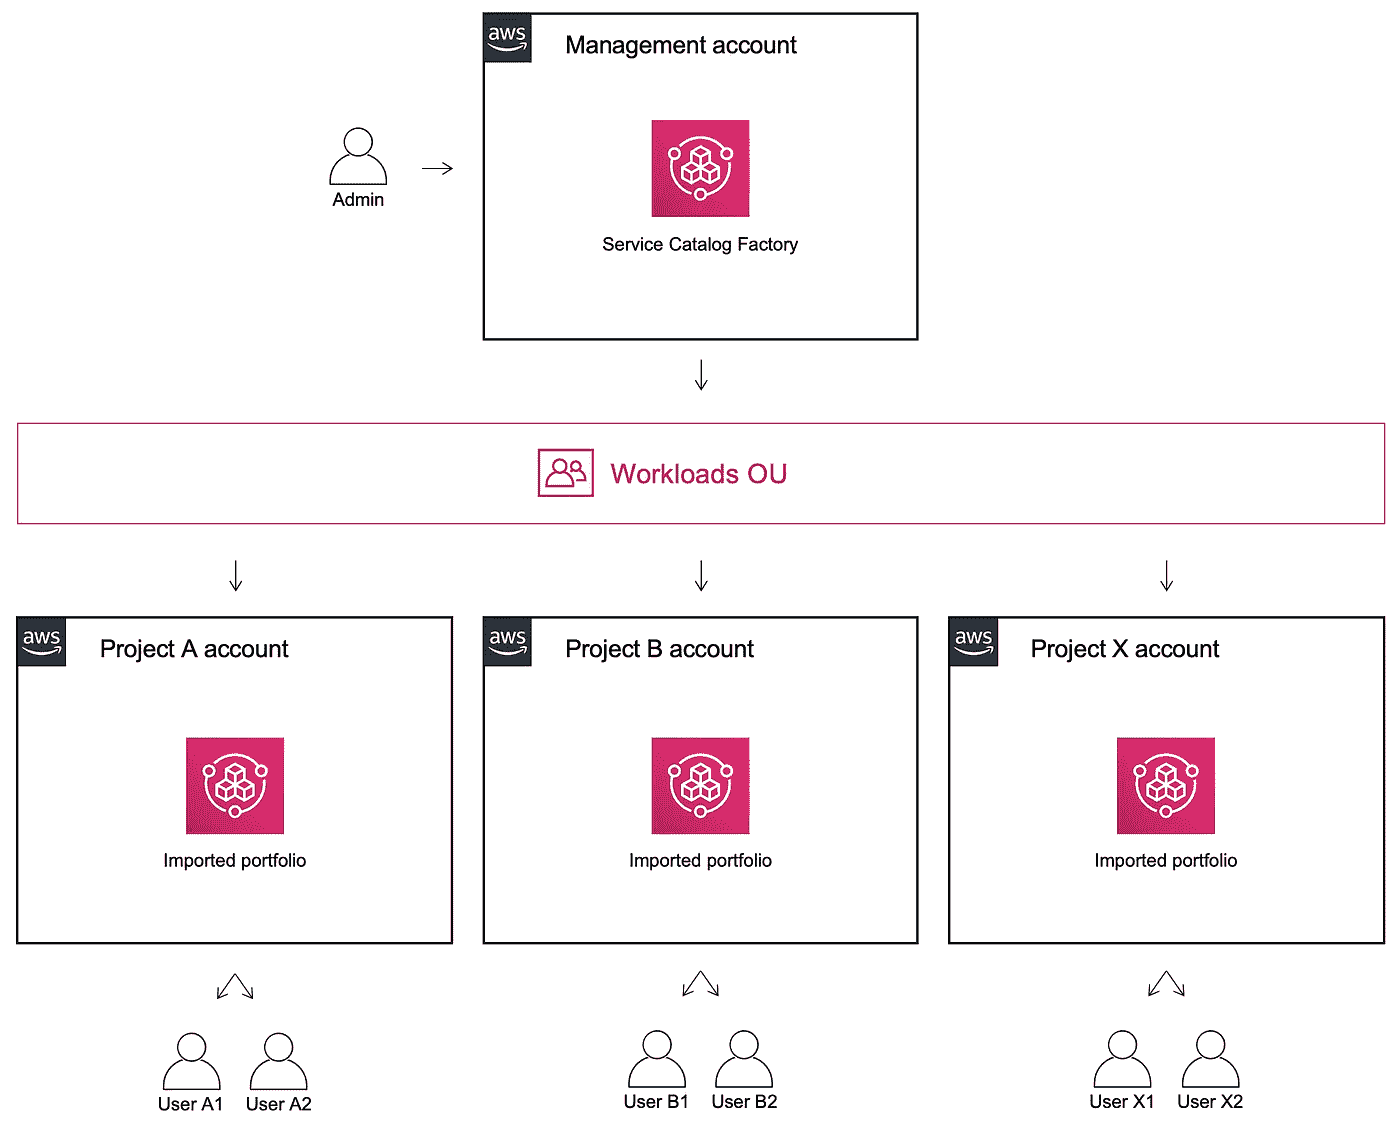 aws
Management account
Admin
Service Catalog Factory
Workloads OU
aws
Project A account
aws
Project B account
aws
Project X account
Imported portfolio
Imported portfolio
Imported portfolio
User A1
User A2
User B1
User B2
User X1
User X2